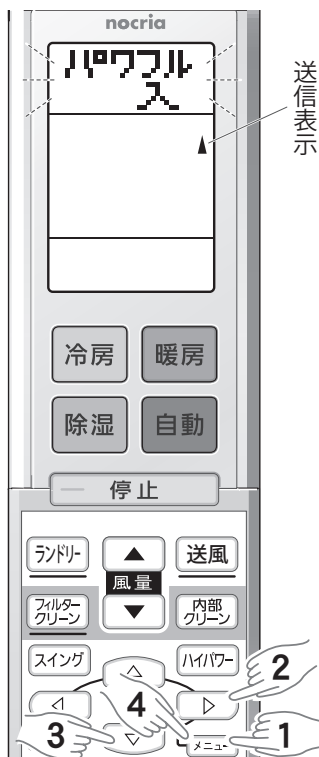 nocria
パワフル
入
送信表示
冷房
暖房
除湿
自動
停止
ランドリー
風量
送風
フィルター
クリーン
内部
クリーン
スイング
ハイパワー
2
4
3
1
メニュー